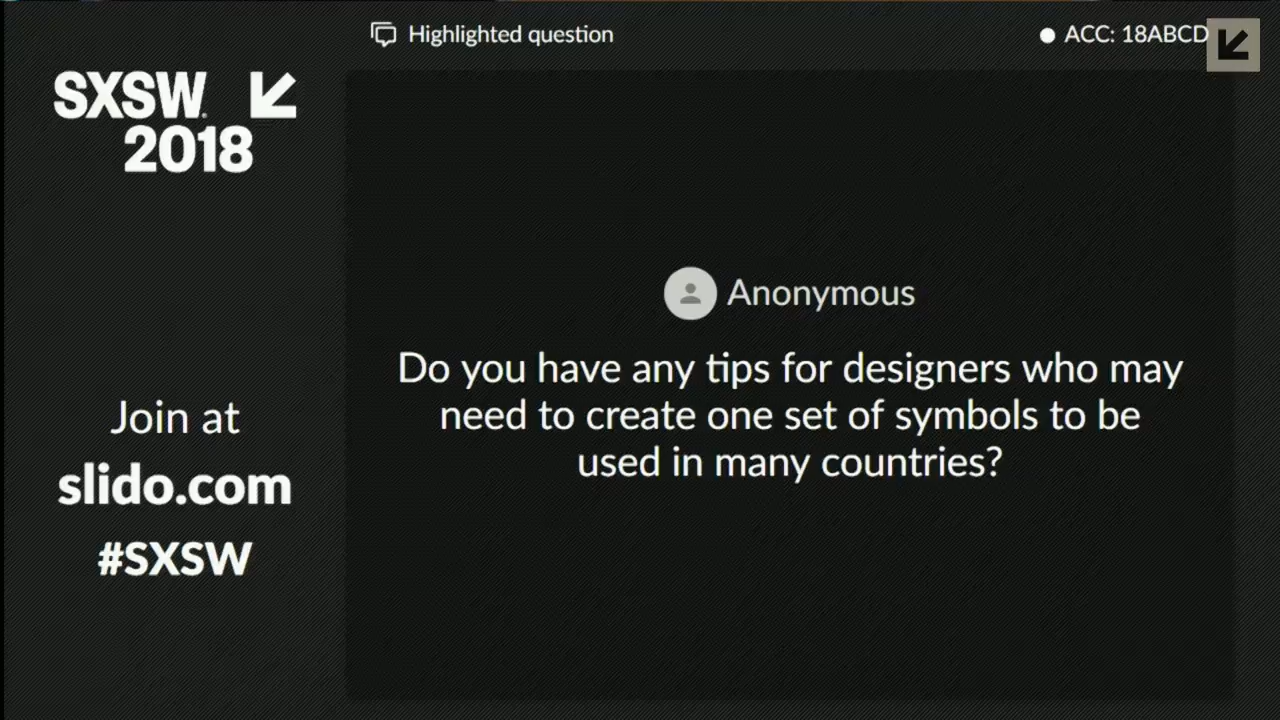 Highlighted question
ACC: 18ABCD
SXSW.
2018
Anonymous
Do you have any tips for designers who may
need to create one set of symbols to be
used in many countries?
Join at
slido.com
#SXSW